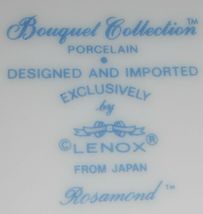 Bouquet Collection™
PORCELAIN
•
DESIGNED AND IMPORTED
EXCLUSIVELY
by
©LENOX®
FROM JAPAN
Rosamond™